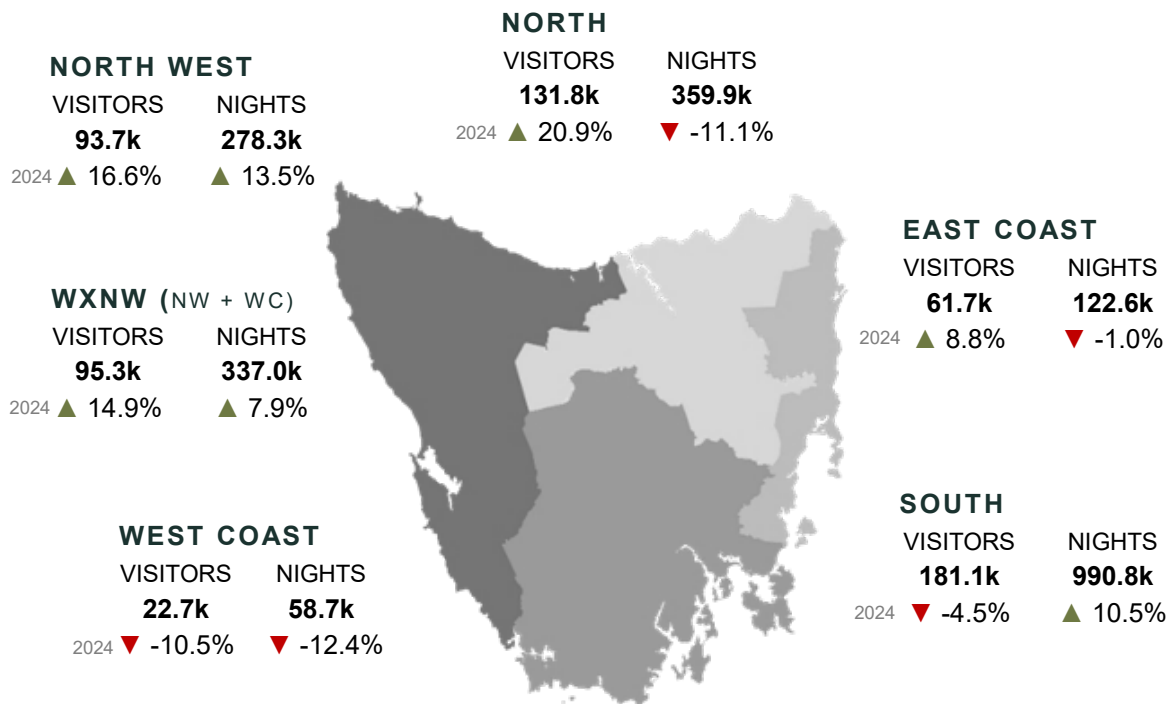 NORTH
VISITORS NIGHTS
131.8k 359.9k
2024 ▲ 20.9% ▼ -11.1%
NORTH WEST
VISITORS NIGHTS
93.7k 278.3k
2024 ▲ 16.6% ▲ 13.5%
EAST COAST
VISITORS NIGHTS
61.7k 122.6k
2024 ▲ 8.8% ▼ -1.0%
WXNW (NW + WC)
VISITORS NIGHTS
95.3k 337.0k
2024 ▲ 14.9% ▲ 7.9%
SOUTH
VISITORS NIGHTS
181.1k 990.8k
2024 ▼ -4.5% ▲ 10.5%
WEST COAST
VISITORS NIGHTS
22.7k 58.7k
2024 ▼ -10.5% ▼ -12.4%